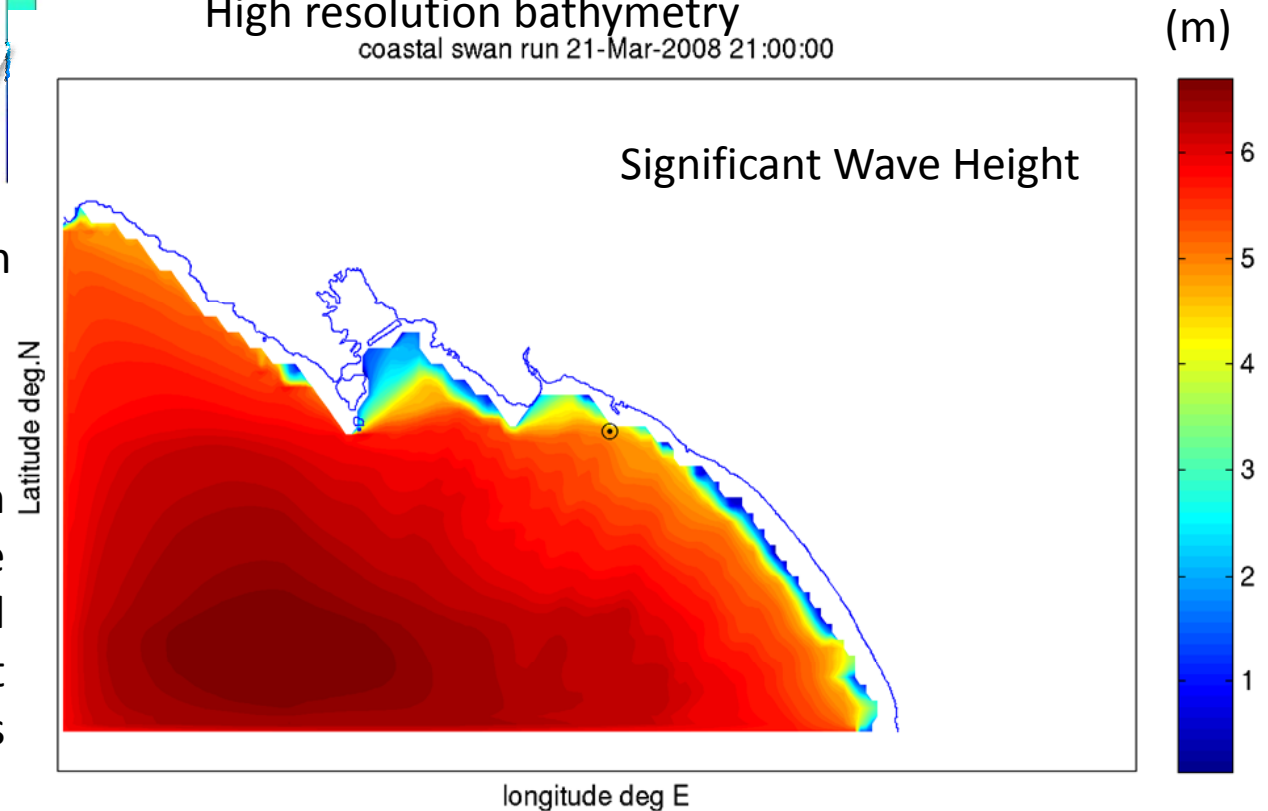 High resolution bathymetry
(m)
coastal swan run 21-Mar-2008 21:00:00
Significant Wave Height
6
5
4
3
2
1
Latitude deg.N
longitude deg E